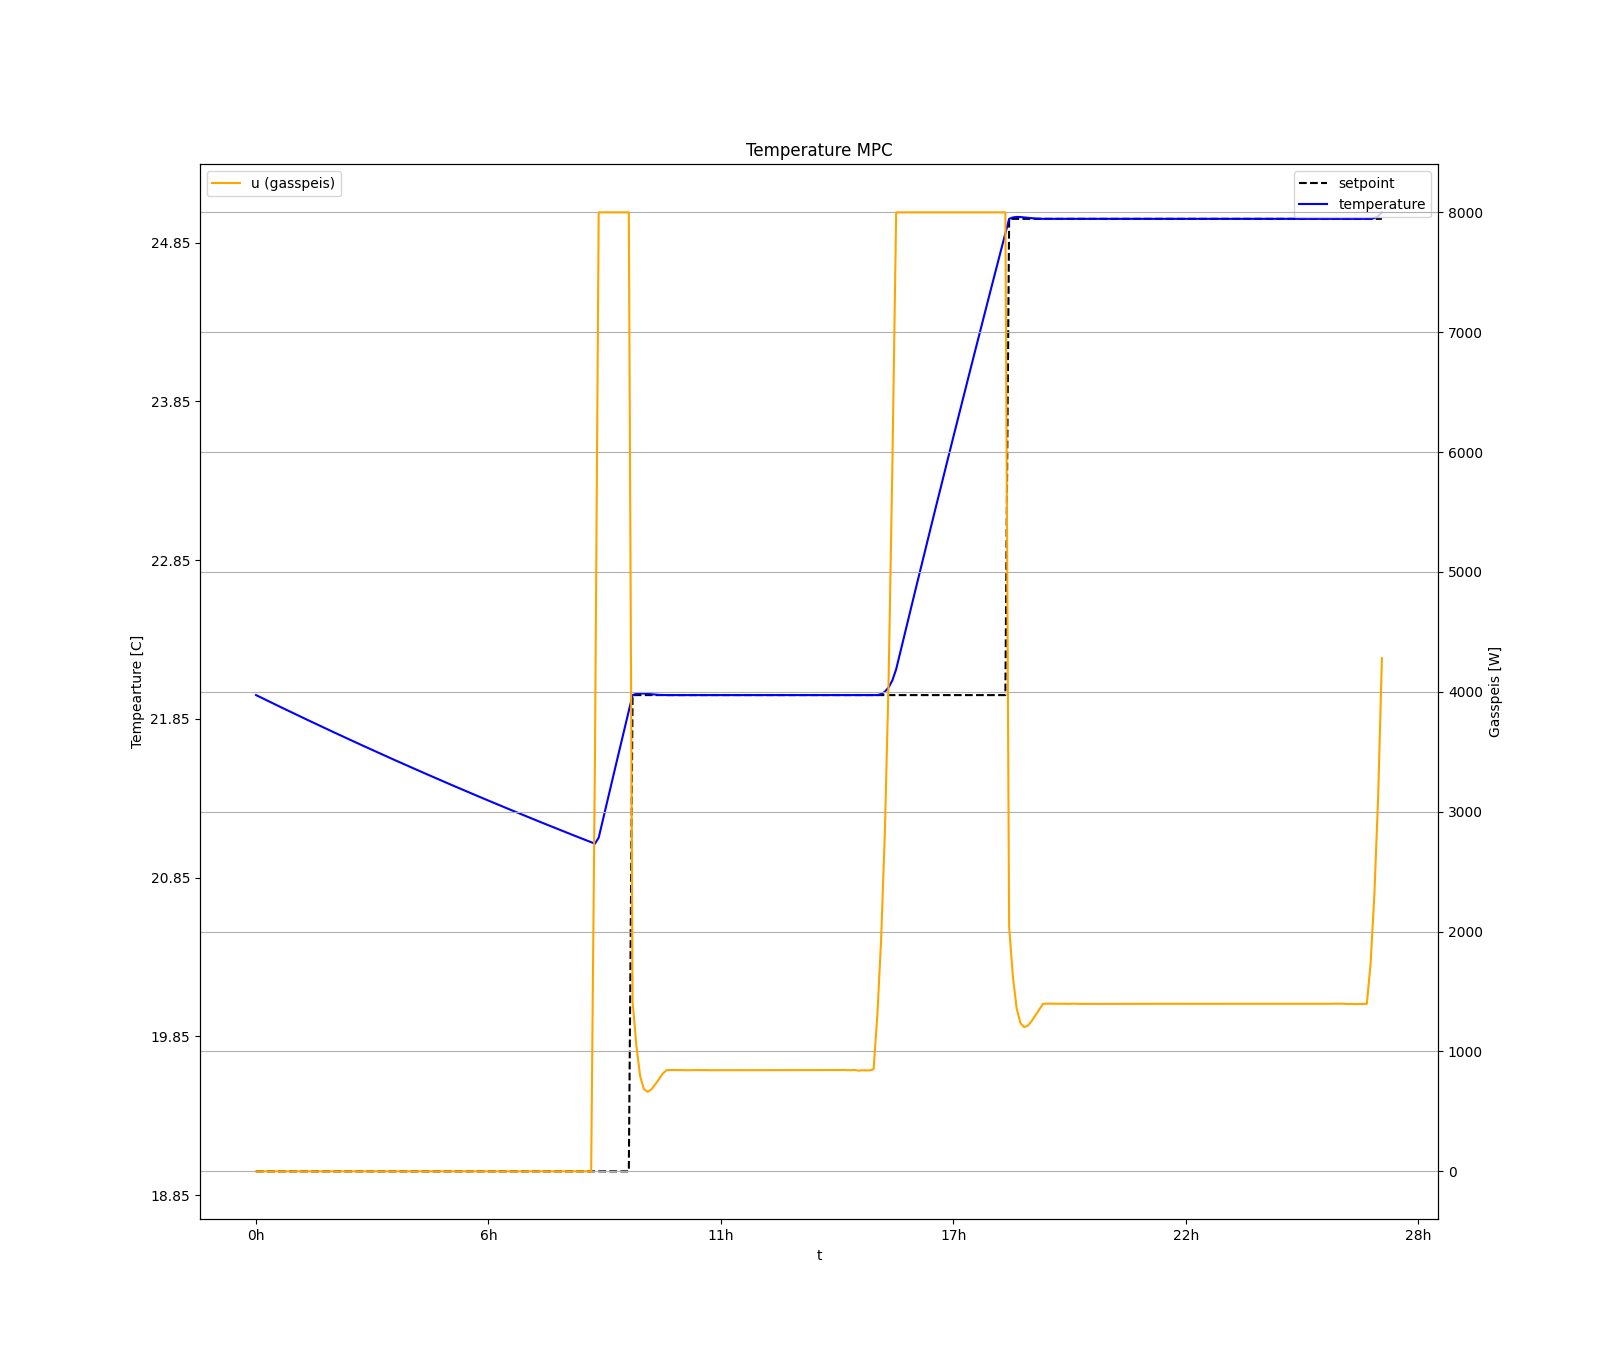 Temperature MPC
u (gasspeis)
setpoint
temperature
24.85
23.85
22.85
21.85
20.85
19.85
18.85
Tempearture [C]
8000
7000
6000
5000
4000
3000
2000
1000
0
Gasspeis [W]
0h 6h 11h 17h 22h 28h
t